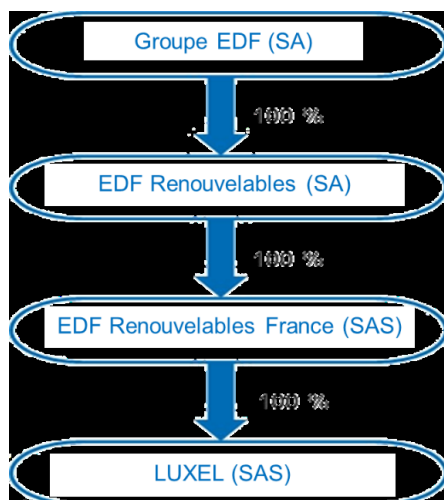 Groupe EDF (SA)
100 %
EDF Renouvelables (SA)
100 %
EDF Renouvelables France (SAS)
100 %
LUXEL (SAS)